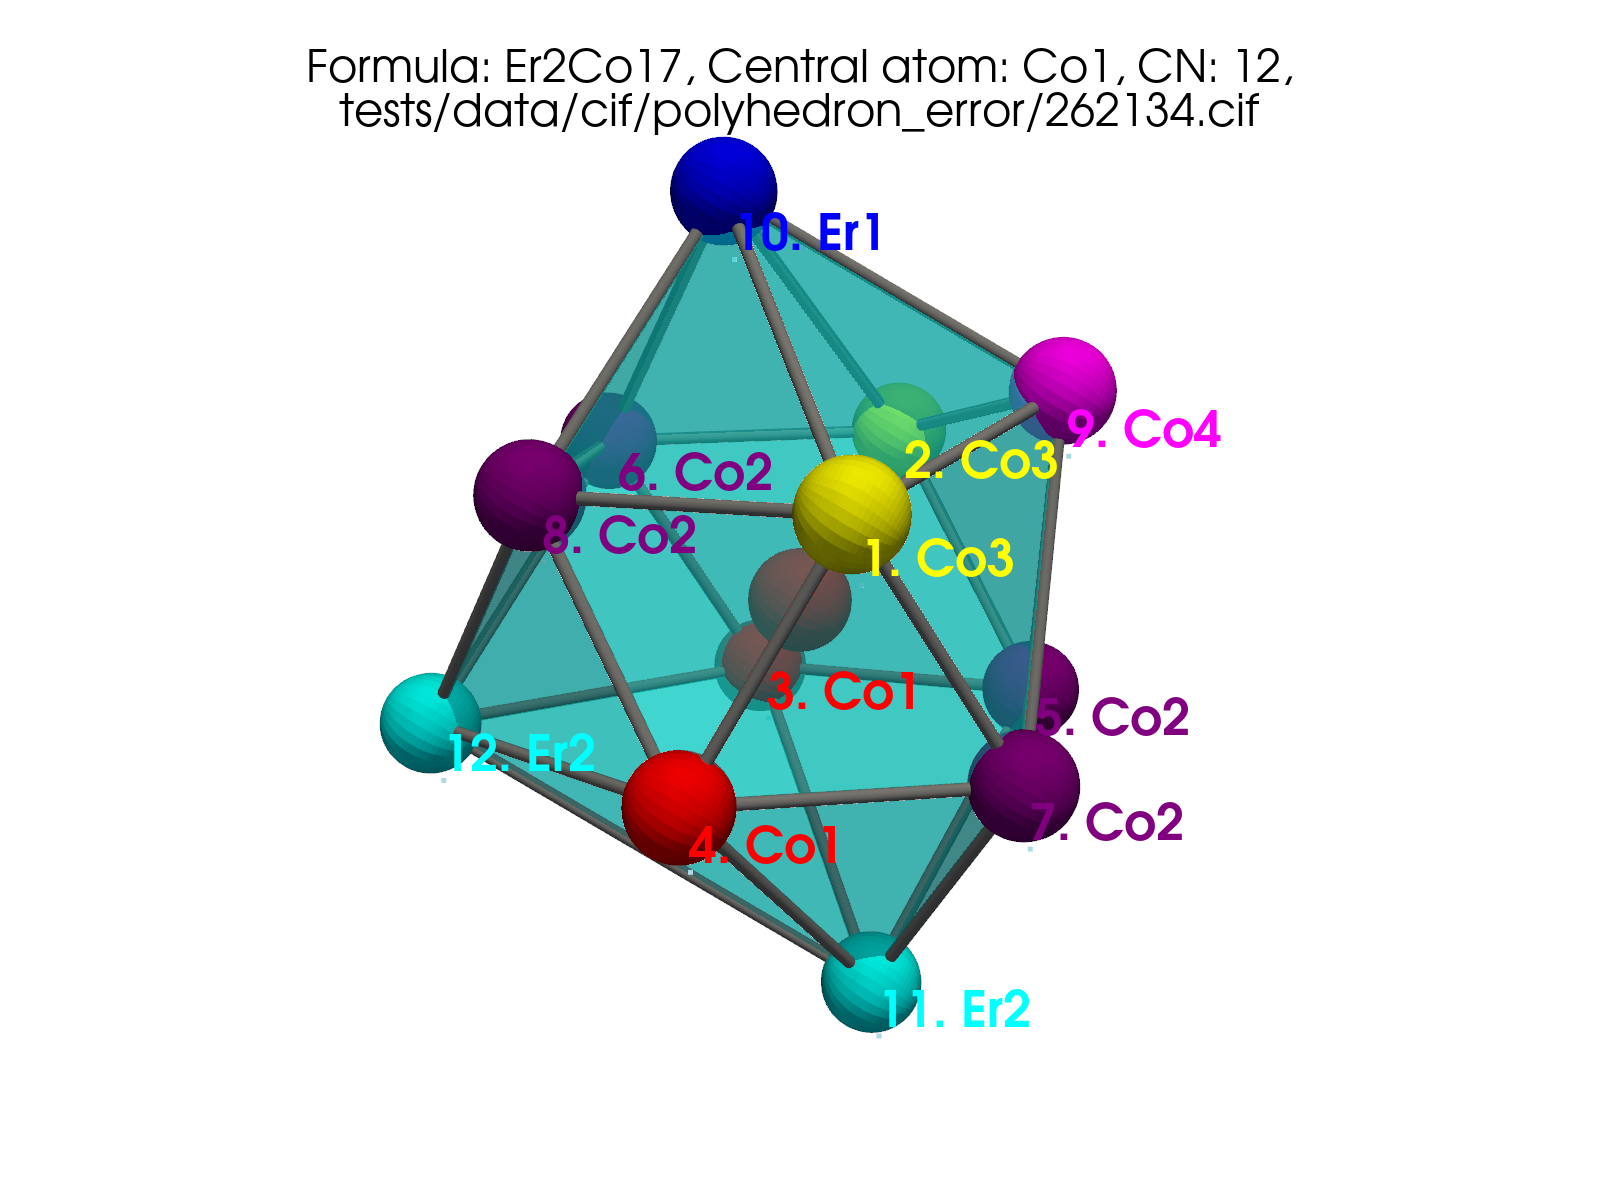 Formula: Er2Co17, Central atom: Co1, CN: 12,
tests/data/cif/polyhedron_error/262134.cif
10. Er1
9. Co4
2. Co3
6. Co2
8. Co2
1. Co3
3. Co1
5. Co2
12. Er2
7. Co2
4. Co1
11. Er2